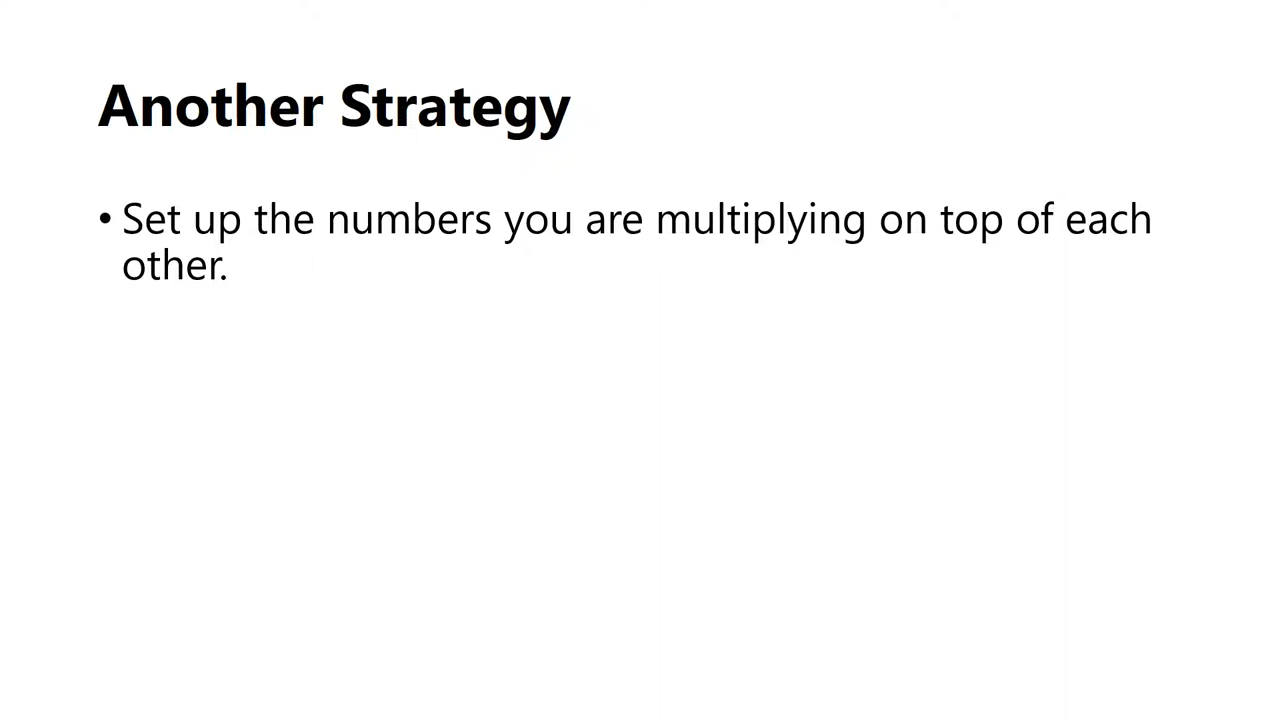 Another Strategy
• Set up the numbers you are multiplying on top of each
other.